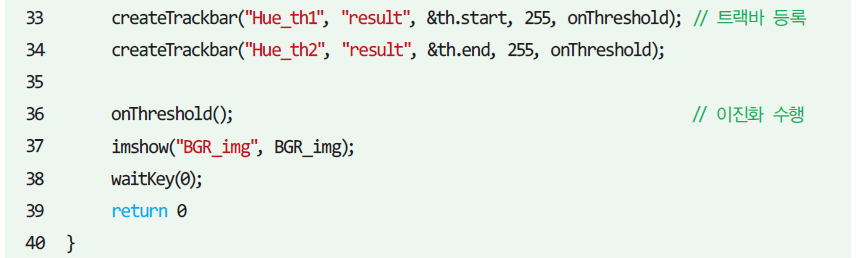 33 createTrackbar("Hue_th1", "result", &th.start, 255, onThreshold); // 트랙바 등록
34 createTrackbar("Hue_th2", "result", &th.end, 255, onThreshold);
35
36 onThreshold(); // 이진화 수행
37 imshow("BGR_img", BGR_img);
38 waitKey(0);
39 return 0
40 }